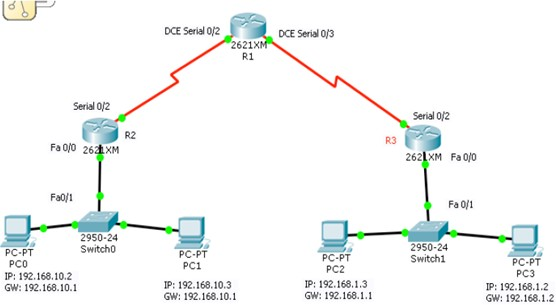 DCE Serial 0/2
DCE Serial 0/3
2621XM
R1
Serial 0/2
R2
2621XM
Fa 0/0
Serial 0/2
R3
2621XM
Fa 0/0
Fa0/1
2950-24
Switch0
PC-PT
PC0
IP: 192.168.10.2
GW: 192.168.10.1
PC-PT
PC1
IP: 192.168.10.3
GW: 192.168.10.1
Fa 0/1
2950-24
Switch1
PC-PT
PC2
IP: 192.168.1.3
GW: 192.168.1.1
PC-PT
PC3
IP: 192.168.1.2
GW: 192.168.1.2